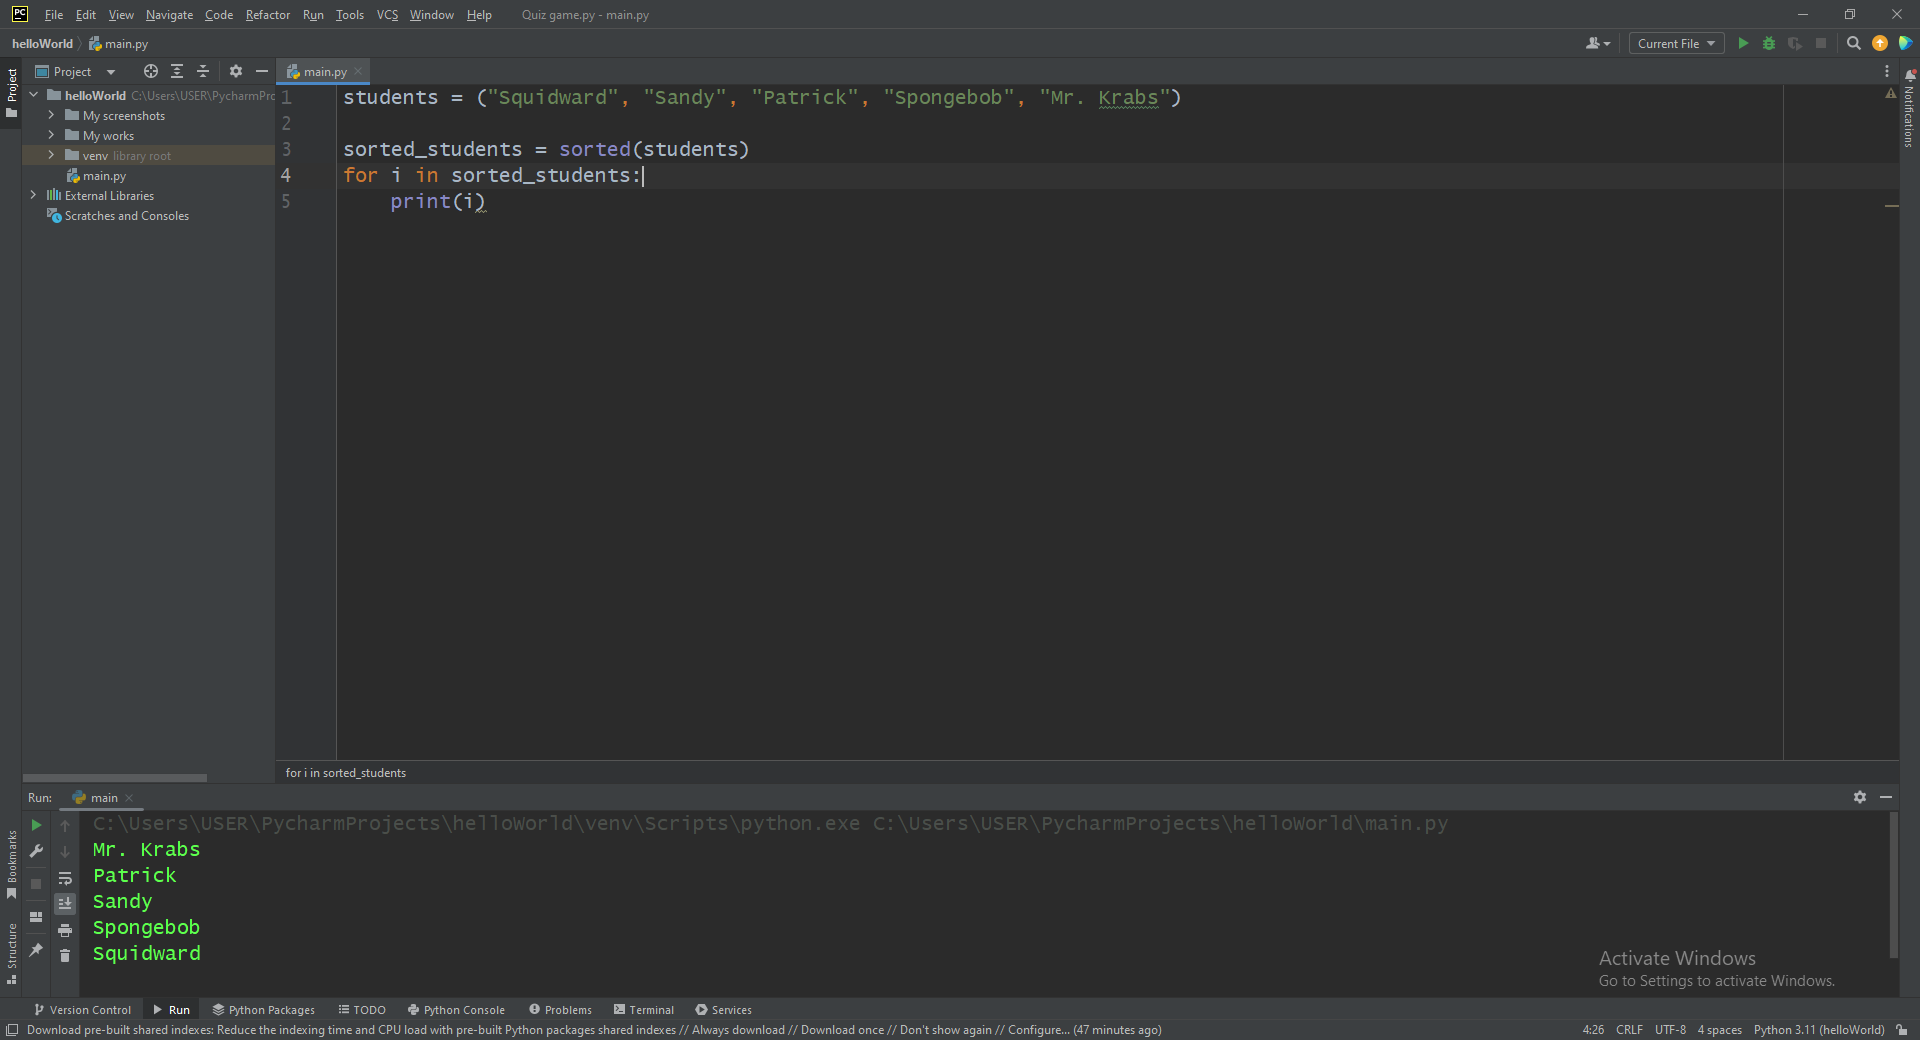 PC File Edit View Navigate Code Refactor Run Tools VCS Window Help Quiz game.py - main.py
helloWorld main.py Current File
Project
Project
main.py
helloWorld C:\Users\USER\PycharmPro
My screenshots
My works
venv library root
main.py
External Libraries
Scratches and Consoles
1 students = ("Squidward", "Sandy", "Patrick", "Spongebob", "Mr. Krabs")
2
3 sorted_students = sorted(students)
4 for i in sorted_students:
5 print(i)
Notifications
for i in sorted_students
Run: main
C:\Users\USER\PycharmProjects\helloWorld\venv\Scripts\python.exe C:\Users\USER\PycharmProjects\helloWorld\main.py
Mr. Krabs
Patrick
Sandy
Spongebob
Squidward
Bookmarks
Structure
Activate Windows
Go to Settings to activate Windows.
Version Control Run Python Packages TODO Python Console Problems Terminal Services
Download pre-built shared indexes: Reduce the indexing time and CPU load with pre-built Python packages shared indexes // Always download // Download once // Don't show again // Configure... (47 minutes ago) 4:26 CRLF UTF-8 4 spaces Python 3.11 (helloWorld)